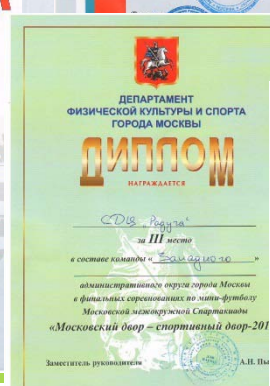 ДЕПАРТАМЕНТ
ФИЗИЧЕСКОЙ КУЛЬТУРЫ И СПОРТА
ГОРОДА МОСКВЫ
ДИПЛОМ
НАГРАЖДАЕТСЯ
СДЦ „Радуга“
за III место
в составе команды « Западного »
административного округа города Москвы
в финальных соревнованиях по мини-футболу
Московской межокружной Спартакиады
«Московский двор – спортивный двор-201
Заместитель руководителя А.Н.